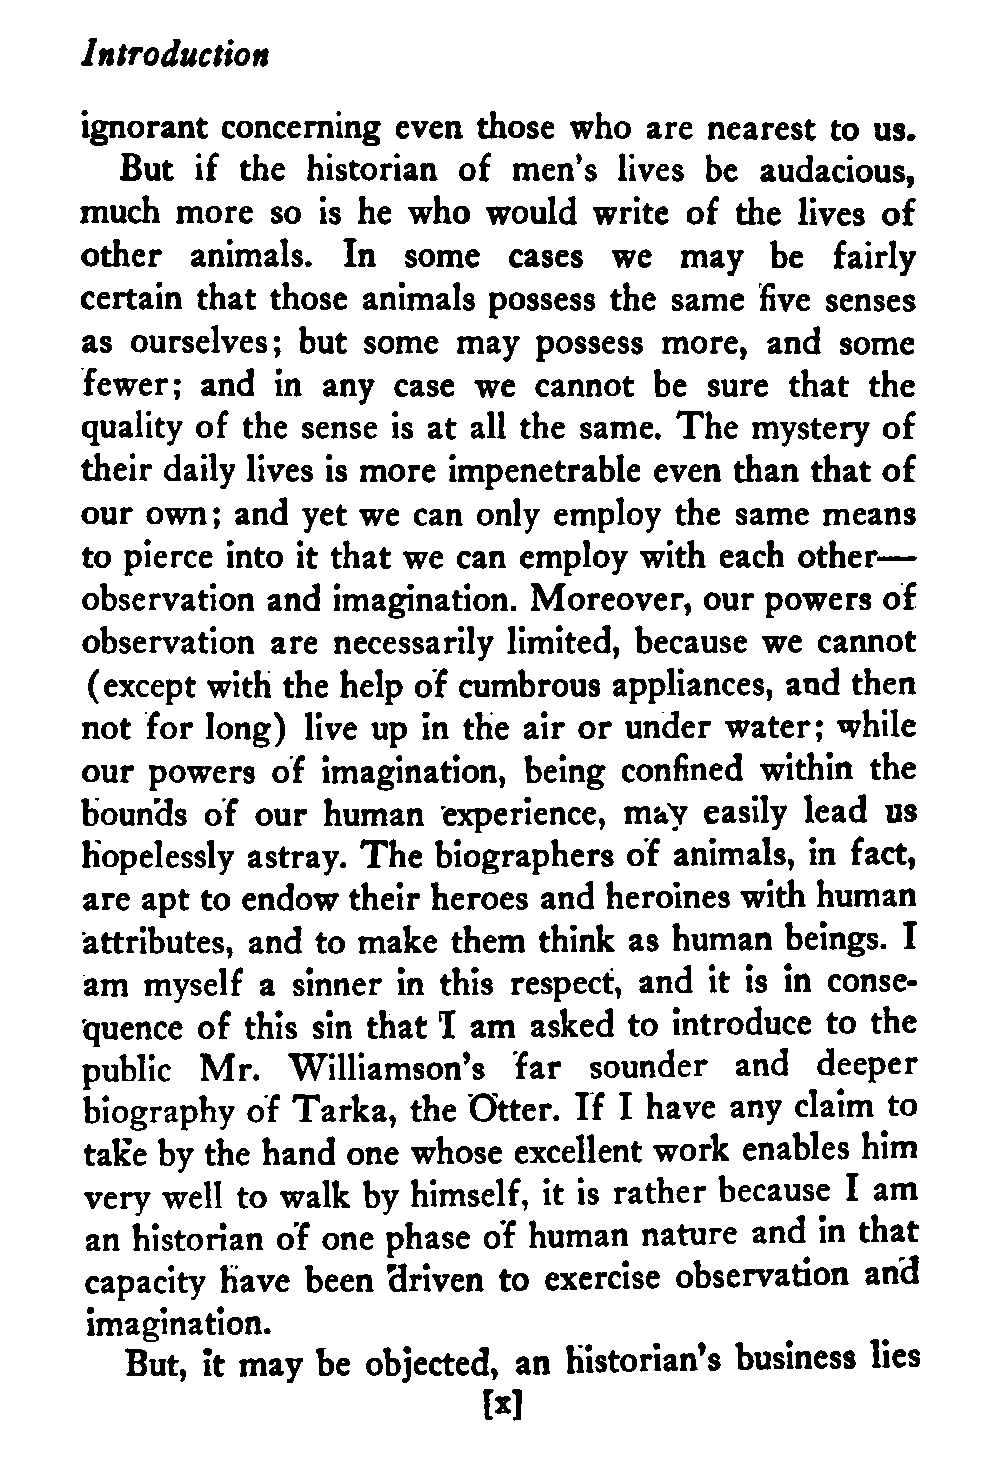 Introduction
ignorant concerning even those who are nearest to us.
But if the historian of men's lives be audacious,
much more so is he who would write of the lives of
other animals. In some cases we may be fairly
certain that those animals possess the same five senses
as ourselves; but some may possess more, and some
fewer; and in any case we cannot be sure that the
quality of the sense is at all the same. The mystery of
their daily lives is more impenetrable even than that of
our own; and yet we can only employ the same means
to pierce into it that we can employ with each other—
observation and imagination. Moreover, our powers of
observation are necessarily limited, because we cannot
(except with the help of cumbrous appliances, and then
not for long) live up in the air or under water; while
our powers of imagination, being confined within the
bounds of our human experience, may easily lead us
hopelessly astray. The biographers of animals, in fact,
are apt to endow their heroes and heroines with human
attributes, and to make them think as human beings. I
am myself a sinner in this respect, and it is in conse-
quence of this sin that I am asked to introduce to the
public Mr. Williamson's far sounder and deeper
biography of Tarka, the Otter. If I have any claim to
take by the hand one whose excellent work enables him
very well to walk by himself, it is rather because I am
an historian of one phase of human nature and in that
capacity have been driven to exercise observation and
imagination.
But, it may be objected, an historian's business lies
[x]